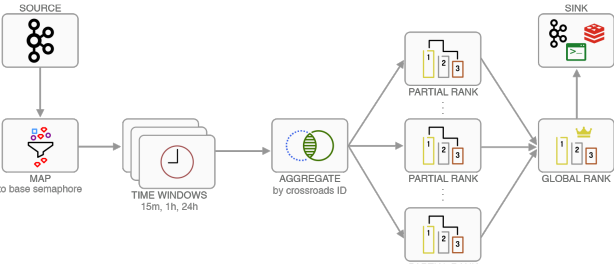 SOURCE
SINK
>_
1
2
3
PARTIAL RANK
1
2
3
1
2
3
MAP
to base semaphore
TIME WINDOWS
15m, 1h, 24h
AGGREGATE
by crossroads ID
PARTIAL RANK
GLOBAL RANK
1
2
3